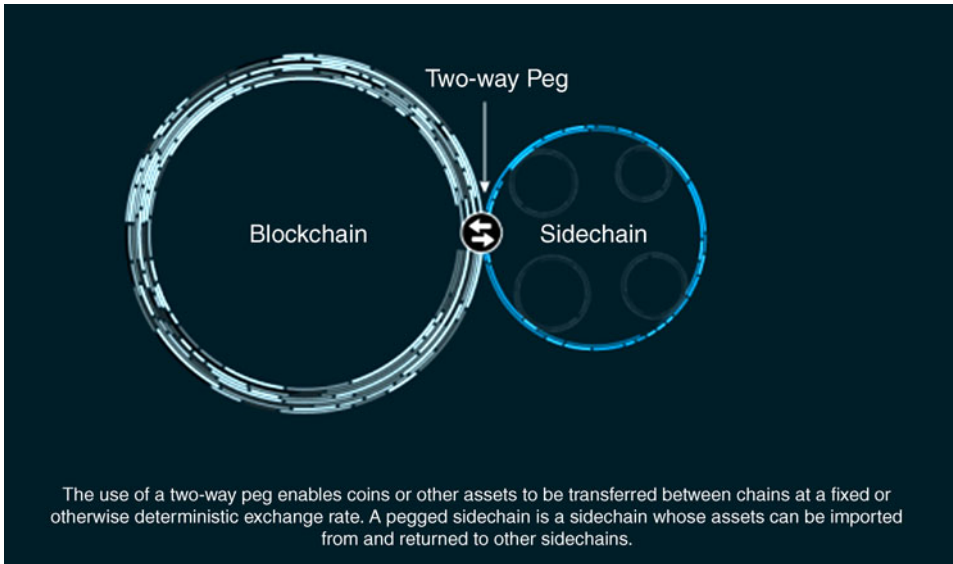 Two-way Peg
Blockchain
Sidechain
The use of a two-way peg enables coins or other assets to be transferred between chains at a fixed or
otherwise deterministic exchange rate. A pegged sidechain is a sidechain whose assets can be imported
from and returned to other sidechains.